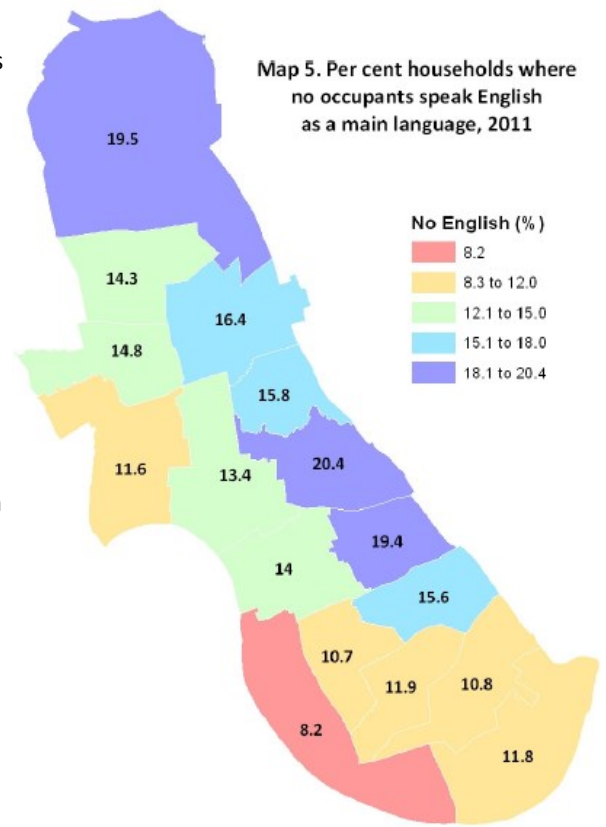 s
Map 5. Per cent households where
no occupants speak English
as a main language, 2011
19.5
No English (%)
8.2
8.3 to 12.0
12.1 to 15.0
15.1 to 18.0
18.1 to 20.4
14.3
16.4
14.8
15.8
11.6
13.4
20.4
19.4
14
15.6
10.7
11.9
10.8
8.2
11.8